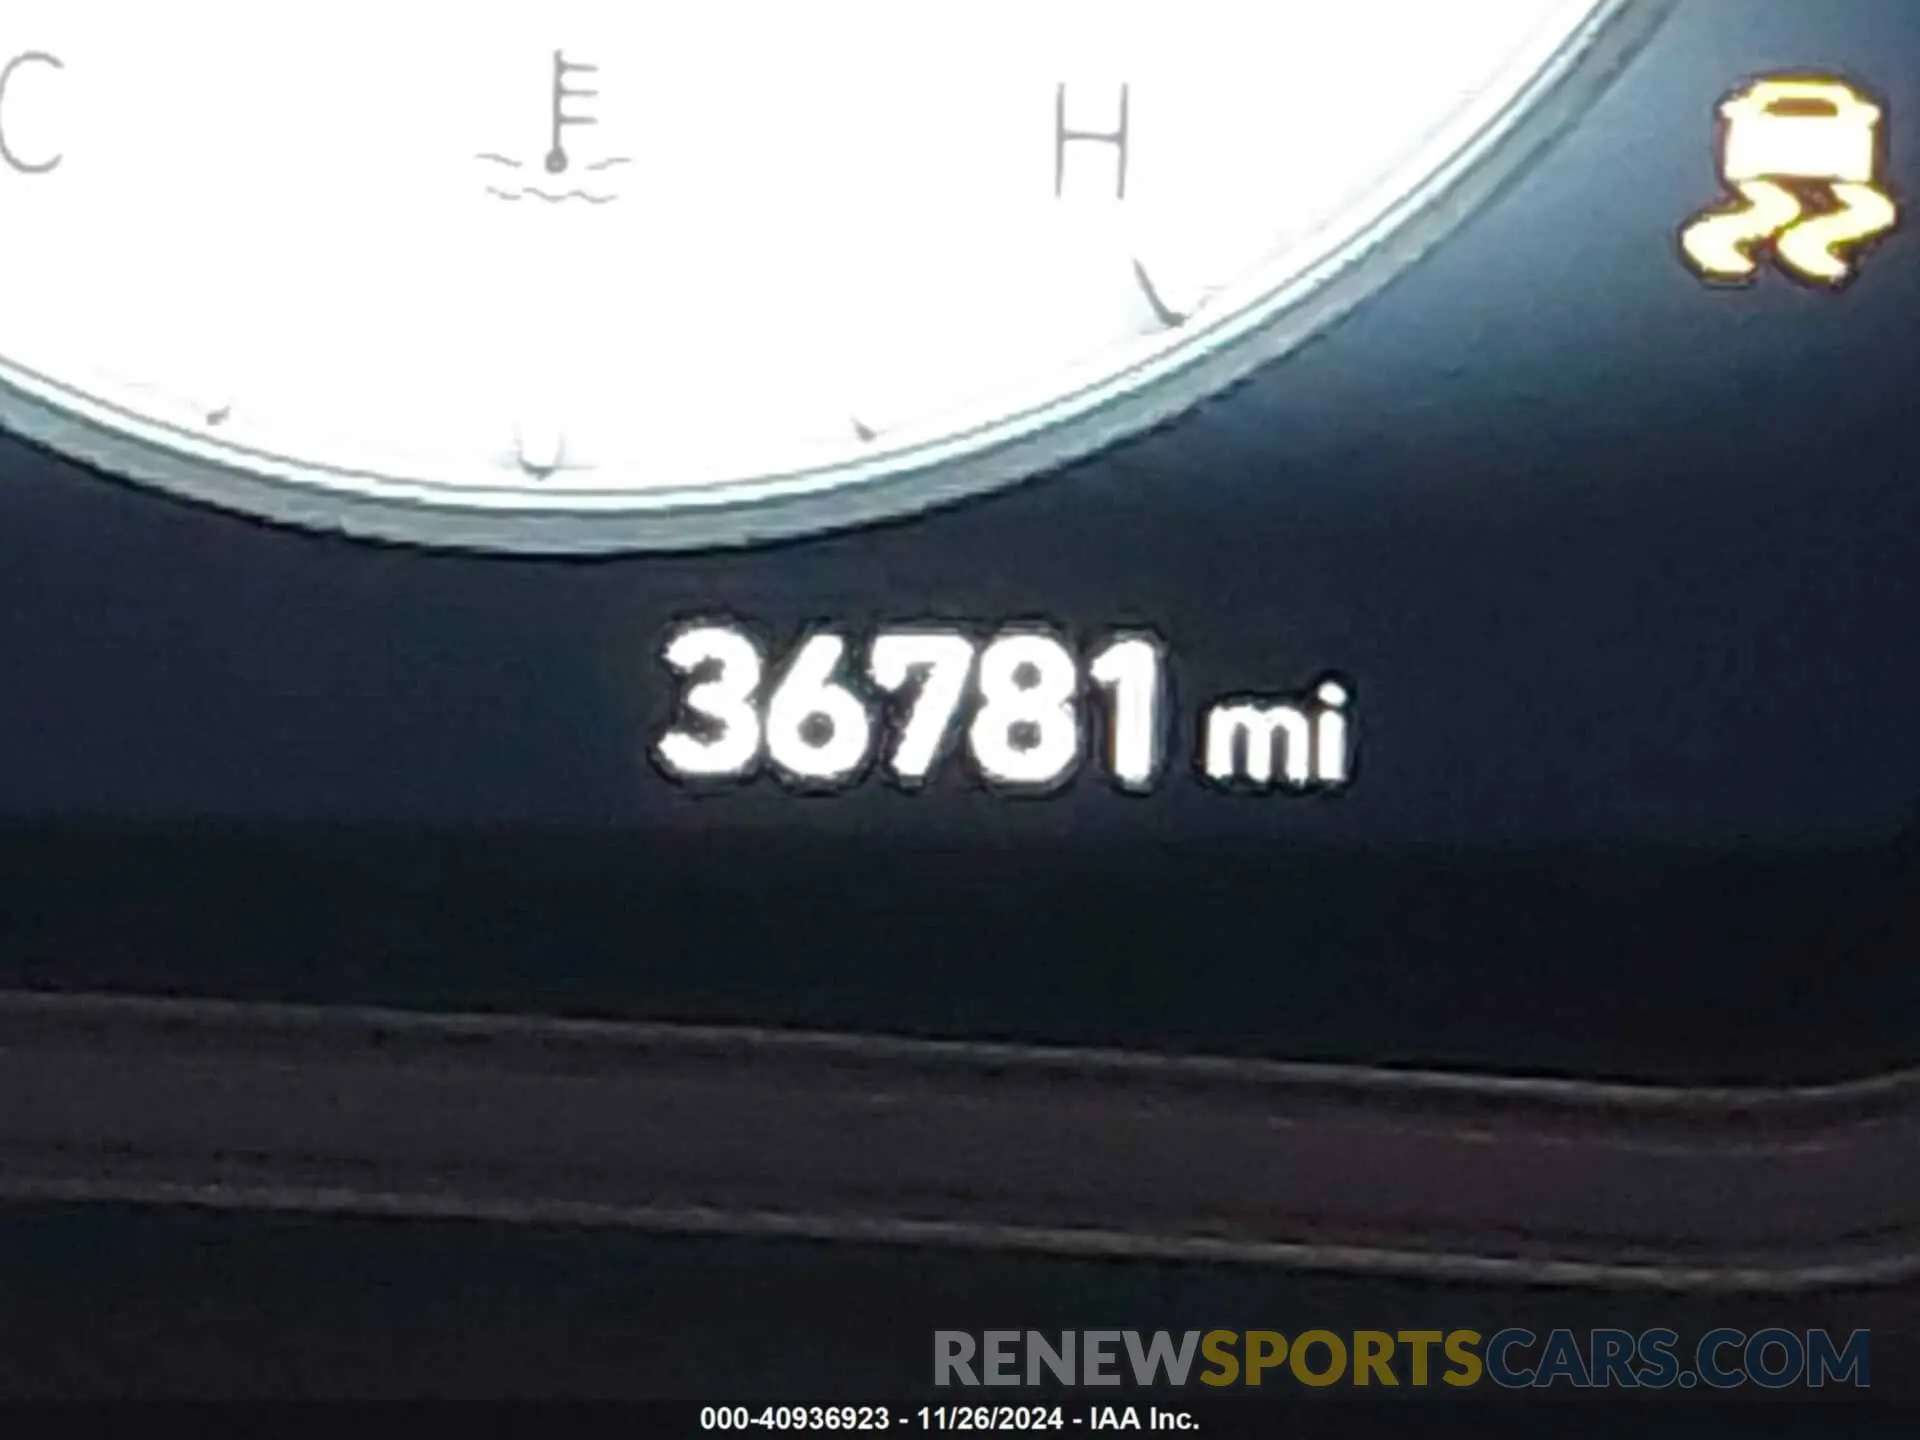 C H
36781 mi
RENEWSPORTSCARS.COM
000-40936923 - 11/26/2024 - IAA Inc.